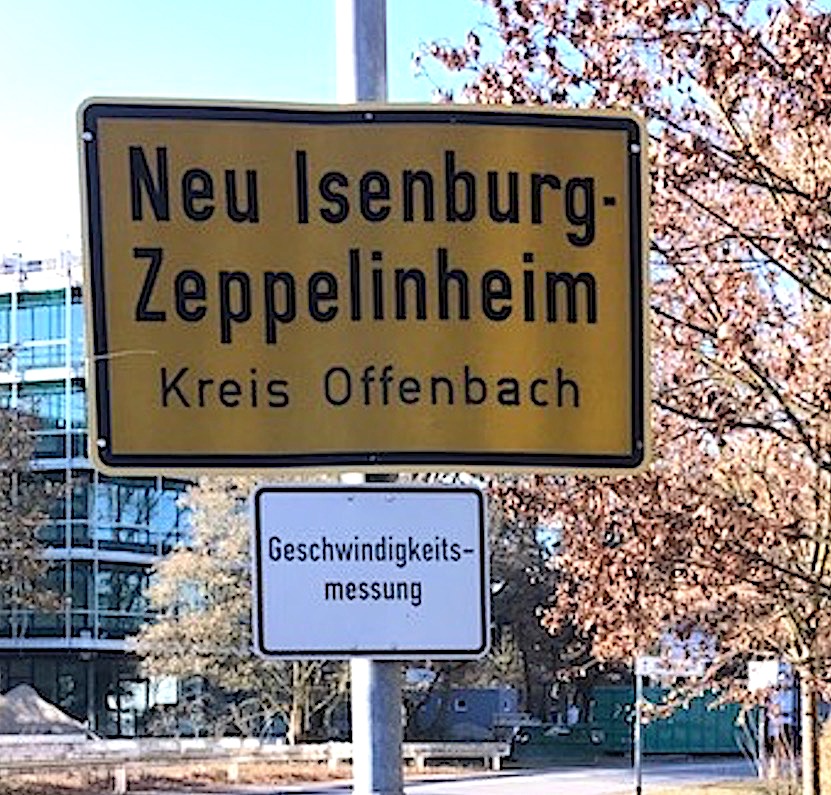 Neu Isenburg-
Zeppelinheim
Kreis Offenbach
Geschwindigkeits-
messung